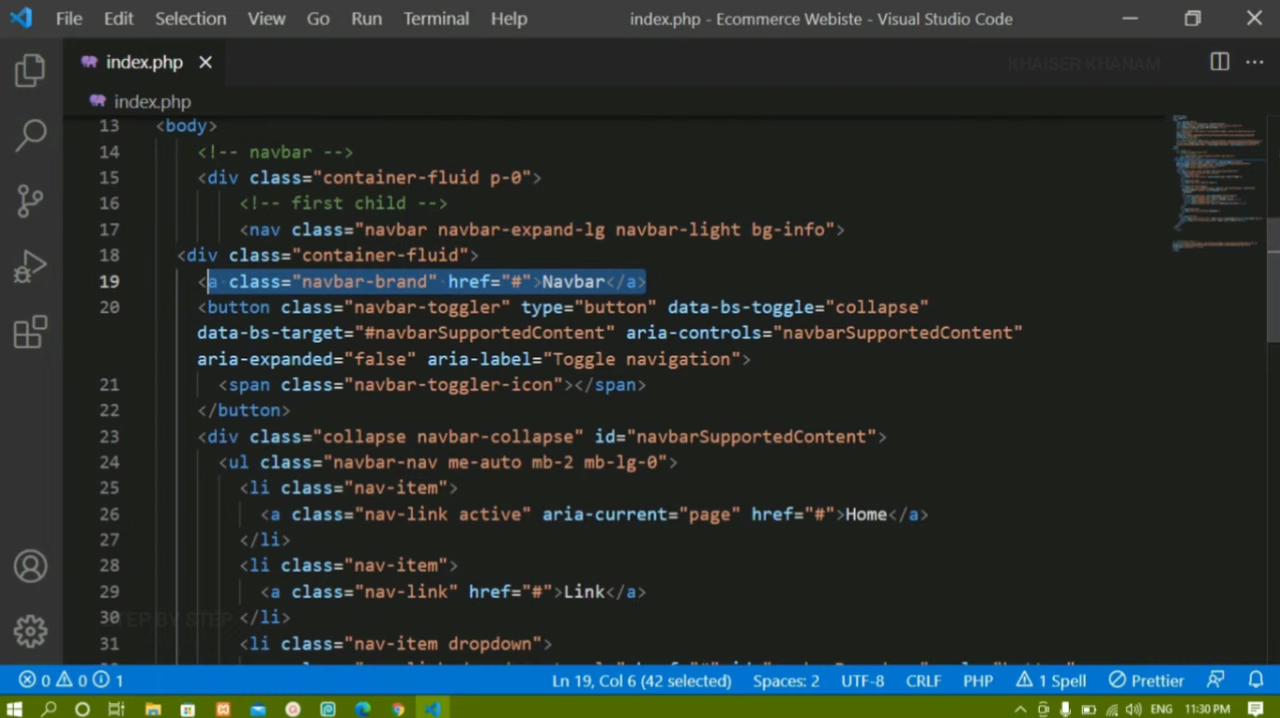 File Edit Selection View Go Run Terminal Help index.php - Ecommerce Webiste - Visual Studio Code
index.php
KHAISER KHANAM
index.php
13 <body>
14 <!-- navbar -->
15 <div class="container-fluid p-0">
16 <!-- first child -->
17 <nav class="navbar navbar-expand-lg navbar-light bg-info">
18 <div class="container-fluid">
19 <a class="navbar-brand" href="#">Navbar</a>
20 <button class="navbar-toggler" type="button" data-bs-toggle="collapse"
data-bs-target="#navbarSupportedContent" aria-controls="navbarSupportedContent"
aria-expanded="false" aria-label="Toggle navigation">
21 <span class="navbar-toggler-icon"></span>
22 </button>
23 <div class="collapse navbar-collapse" id="navbarSupportedContent">
24 <ul class="navbar-nav me-auto mb-2 mb-lg-0">
25 <li class="nav-item">
26 <a class="nav-link active" aria-current="page" href="#">Home</a>
27 </li>
28 <li class="nav-item">
29 <a class="nav-link" href="#">Link</a>
30 </li>
STEP BY STEP
31 <li class="nav-item dropdown">
0 0 1 Ln 19, Col 6 (42 selected) Spaces: 2 UTF-8 CRLF PHP 1 Spell Prettier
ENG 11:30 PM